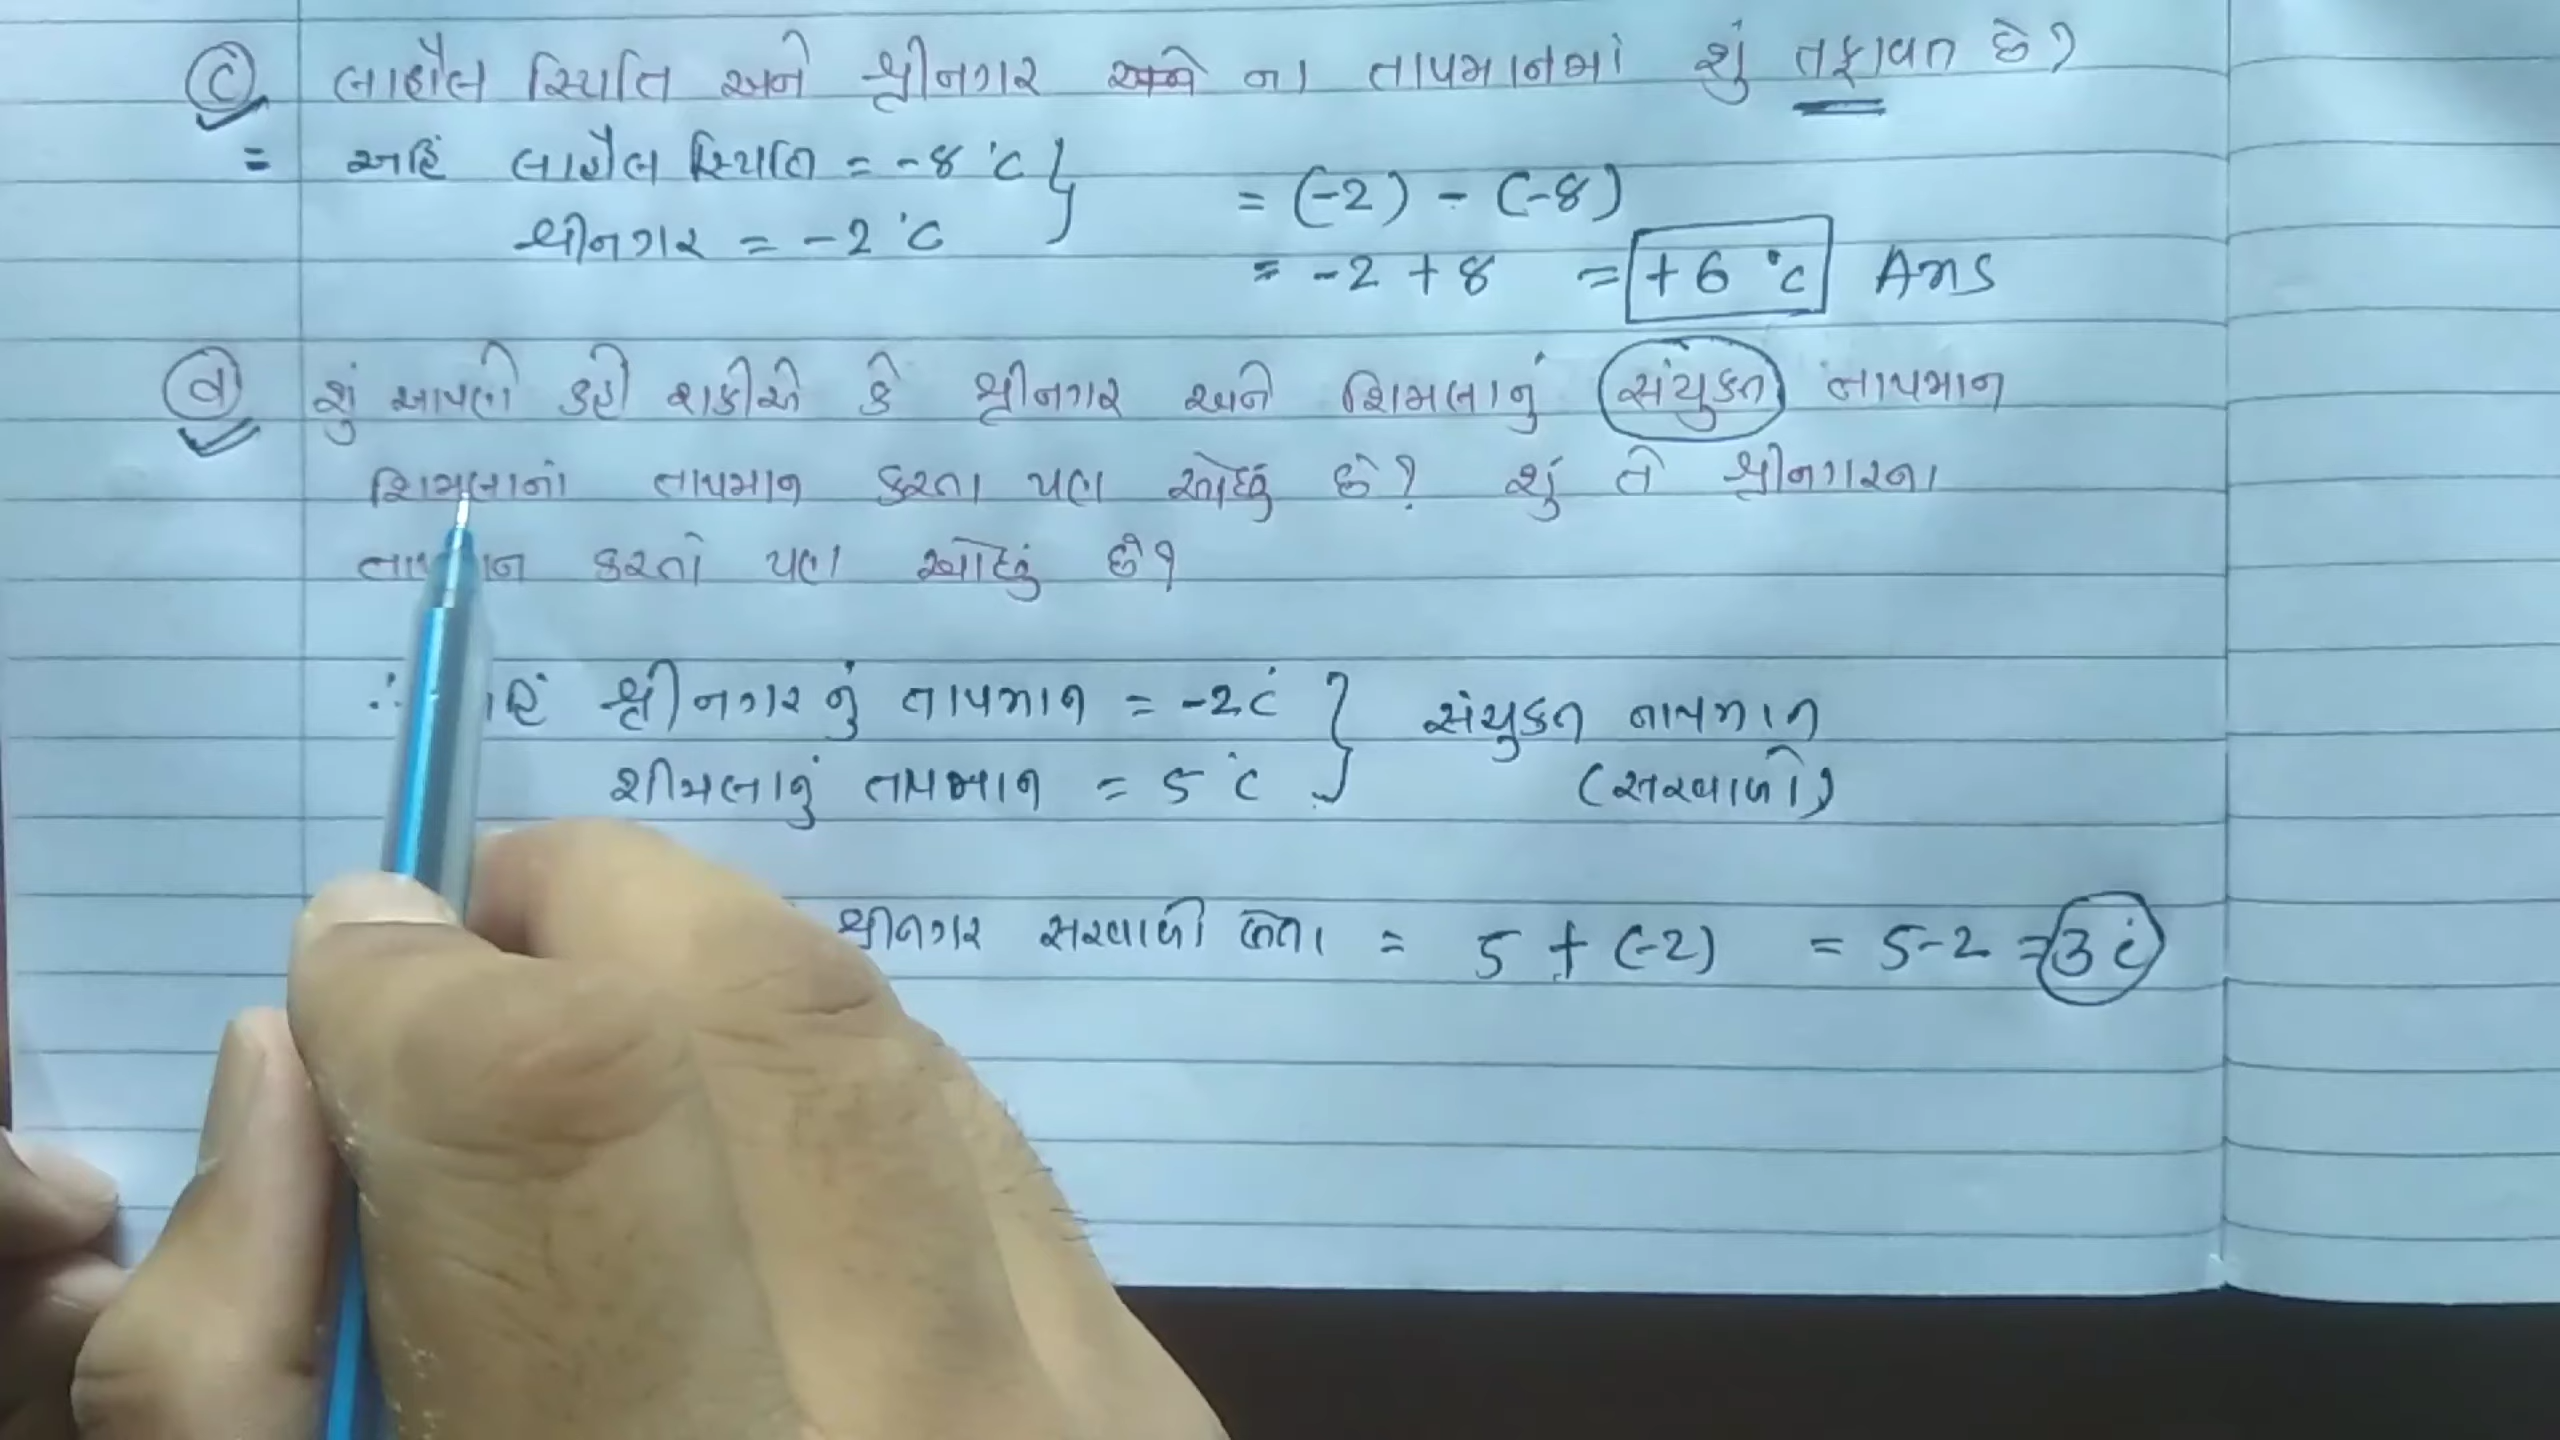 (c) લાહૌલ સ્પિતિ અને શ્રીનગર ના તાપમાનમાં શું તફાવત છે?
= અહિં લાહૌલ સ્પિતિ = -8 °C
શ્રીનગર = -2 °C
= (-2) - (-8)
= -2 + 8 = +6 °C Ans
(d) શું આપણે કહી શકીએ કે શ્રીનગર અને શિમલાનું સંયુક્ત તાપમાન
શિમલાનાં તાપમાન કરતા પણ ઓછું છે? શું તે શ્રીનગરના
તાપમાન કરતાં પણ ઓછું છે?
∴ શ્રીનગરનું તાપમાન = -2°C } સંયુક્ત તાપમાન
શીમલાનું તાપમાન = 5 °C (સરવાળો)
શ્રીનગર સરવાળો = 5 + (-2) = 5-2 = 3 °C